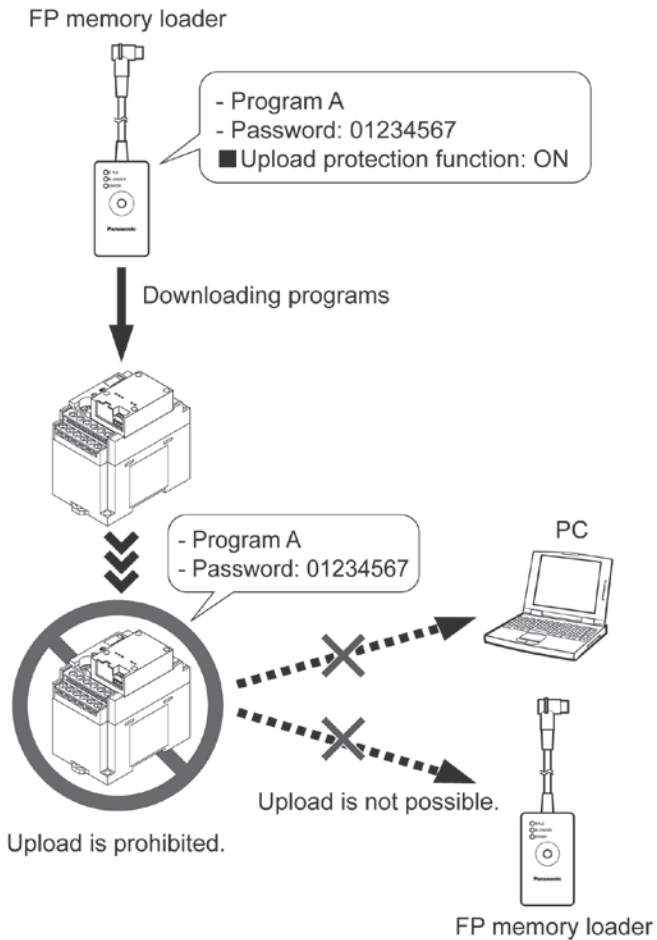 FP memory loader
- Program A
- Password: 01234567
■Upload protection function: ON
Panasonic
Downloading programs
- Program A
- Password: 01234567
PC
Upload is not possible.
Upload is prohibited.
Panasonic
FP memory loader